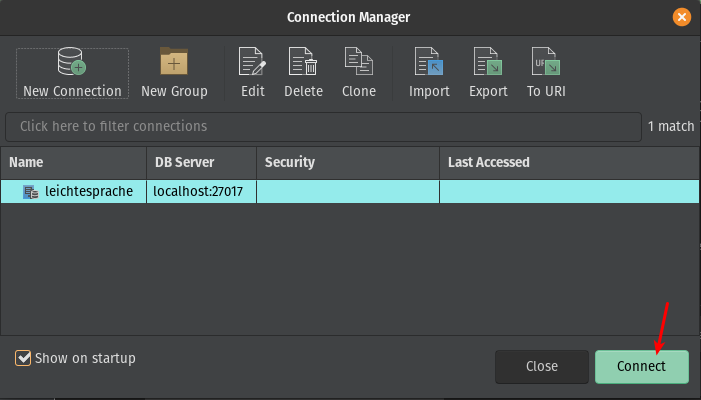 Connection Manager
New Connection New Group Edit Delete Clone Import Export To URI
Click here to filter connections 1 match
Name DB Server Security Last Accessed
leichtesprache localhost:27017
Show on startup
Close Connect